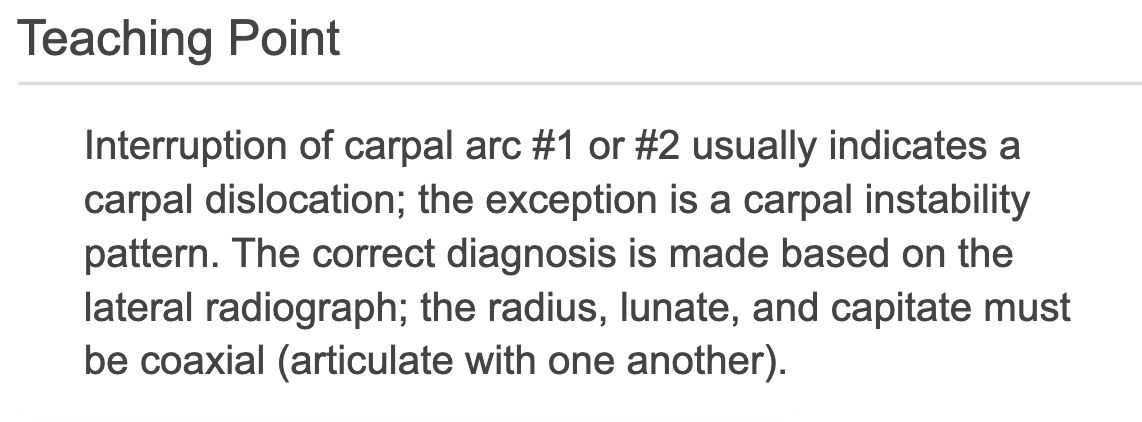 Teaching Point
Interruption of carpal arc #1 or #2 usually indicates a
carpal dislocation; the exception is a carpal instability
pattern. The correct diagnosis is made based on the
lateral radiograph; the radius, lunate, and capitate must
be coaxial (articulate with one another).